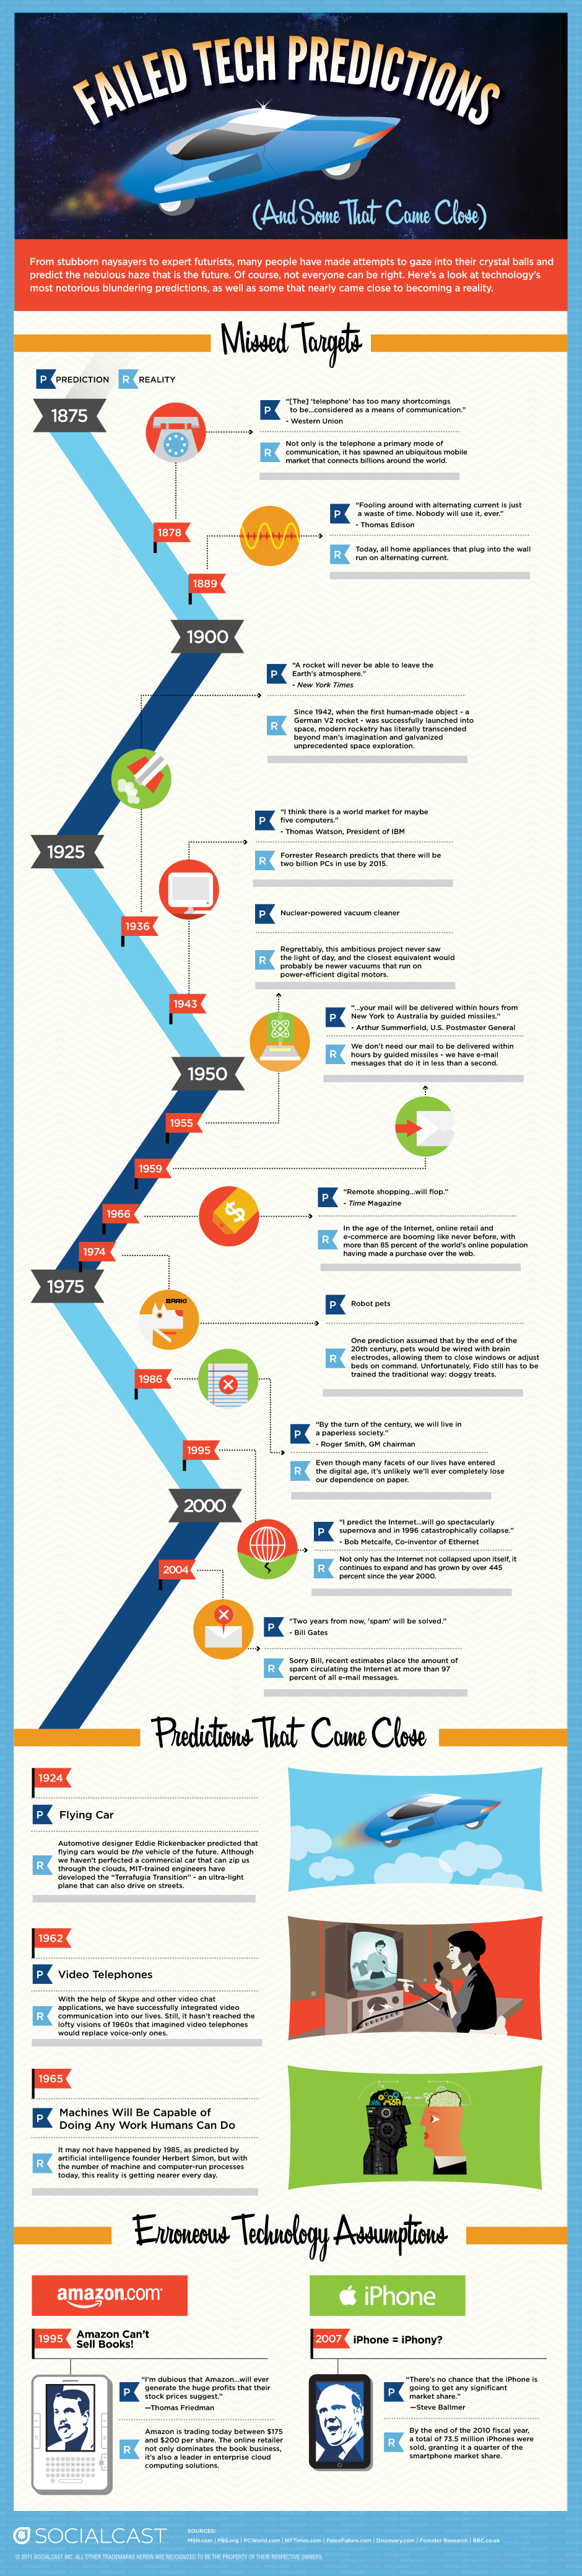 FAILED TECH PREDICTIONS
(And Some That Came Close)
From stubborn naysayers to expert futurists, many people have made attempts to gaze into their crystal balls and
predict the nebulous haze that is the future. Of course, not everyone can be right. Here's a look at technology's
most notorious blundering predictions, as well as some that nearly came close to becoming a reality.
Missed Targets
P PREDICTION R REALITY
1875
P
"[The] 'telephone' has too many shortcomings
to be...considered as a means of communication."
- Western Union
R
Not only is the telephone a primary mode of
communication, it has spawned an ubiquitous mobile
market that connects billions around the world.
1878
P
"Fooling around with alternating current is just
a waste of time. Nobody will use it, ever."
- Thomas Edison
R
Today, all home appliances that plug into the wall
run on alternating current.
1889
1900
P
"A rocket will never be able to leave the
Earth's atmosphere."
- New York Times
R
Since 1942, when the first human-made object - a
German V2 rocket - was successfully launched into
space, modern rocketry has literally transcended
beyond man's imagination and galvanized
unprecedented space exploration.
P
"I think there is a world market for maybe
five computers."
- Thomas Watson, President of IBM
1925
R
Forrester Research predicts that there will be
two billion PCs in use by 2015.
P
Nuclear-powered vacuum cleaner
1936
R
Regrettably, this ambitious project never saw
the light of day, and the closest equivalent would
probably be newer vacuums that run on
power-efficient digital motors.
1943
P
"...your mail will be delivered within hours from
New York to Australia by guided missiles."
- Arthur Summerfield, U.S. Postmaster General
R
We don't need our mail to be delivered within
hours by guided missiles - we have e-mail
messages that do it in less than a second.
1950
1955
1959
P
"Remote shopping...will flop."
- Time Magazine
1966
R
In the age of the Internet, online retail and
e-commerce are booming like never before, with
more than 85 percent of the world's online population
having made a purchase over the web.
1974
1975
BARK!
P
Robot pets
R
One prediction assumed that by the end of the
20th century, pets would be wired with brain
electrodes, allowing them to close windows or adjust
beds on command. Unfortunately, Fido still has to be
trained the traditional way: doggy treats.
1986
P
"By the turn of the century, we will live in
a paperless society."
- Roger Smith, GM chairman
1995
R
Even though many facets of our lives have entered
the digital age, it's unlikely we'll ever completely lose
our dependence on paper.
2000
P
"I predict the Internet...will go spectacularly
supernova and in 1996 catastrophically collapse."
- Bob Metcalfe, Co-inventor of Ethernet
R
Not only has the Internet not collapsed upon itself, it
continues to expand and has grown by over 445
percent since the year 2000.
2004
P
"Two years from now, 'spam' will be solved."
- Bill Gates
R
Sorry Bill, recent estimates place the amount of
spam circulating the Internet at more than 97
percent of all e-mail messages.
Predictions That Came Close
1924
P
Flying Car
R
Automotive designer Eddie Rickenbacker predicted that
flying cars would be the vehicle of the future. Although
we haven't perfected a commercial car that can zip us
through the clouds, MIT-trained engineers have
developed the "Terrafugia Transition" - an ultra-light
plane that can also drive on streets.
1962
P
Video Telephones
R
With the help of Skype and other video chat
applications, we have successfully integrated video
communication into our lives. Still, it hasn't reached the
lofty visions of 1960s that imagined video telephones
would replace voice-only ones.
1965
P
Machines Will Be Capable of
Doing Any Work Humans Can Do
R
It may not have happened by 1985, as predicted by
artificial intelligence founder Herbert Simon, but with
the number of machine and computer-run processes
today, this reality is getting nearer every day.
Erroneous Technology Assumptions
amazon.com
1995
Amazon Can't
Sell Books!
P
"I'm dubious that Amazon...will ever
generate the huge profits that their
stock prices suggest."
—Thomas Friedman
R
Amazon is trading today between $175
and $200 per share. The online retailer
not only dominates the book business,
it's also a leader in enterprise cloud
computing solutions.
iPhone
2007
iPhone = iPhony?
P
"There's no chance that the iPhone is
going to get any significant
market share."
—Steve Ballmer
R
By the end of the 2010 fiscal year,
a total of 73.5 million iPhones were
sold, granting it a quarter of the
smartphone market share.
SOCIALCAST
SOURCES:
MSN.com | PBS.org | PCWorld.com | NYTimes.com | PaleoFuture.com | Discovery.com | Forester Research | BBC.co.uk
© 2011 SOCIALCAST, INC. ALL OTHER TRADEMARKS HEREIN ARE RECOGNIZED TO BE THE PROPERTY OF THEIR RESPECTIVE OWNERS.